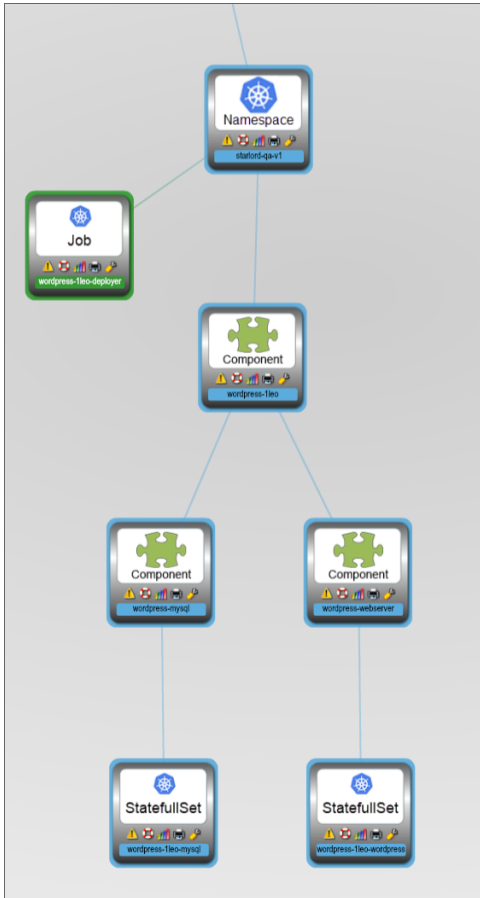 Namespace
starlord-qa-v1
Job
wordpress-1leo-deployer
Component
wordpress-1leo
Component
wordpress-mysql
Component
wordpress-webserver
StatefullSet
wordpress-1leo-mysql
StatefullSet
wordpress-1leo-wordpress